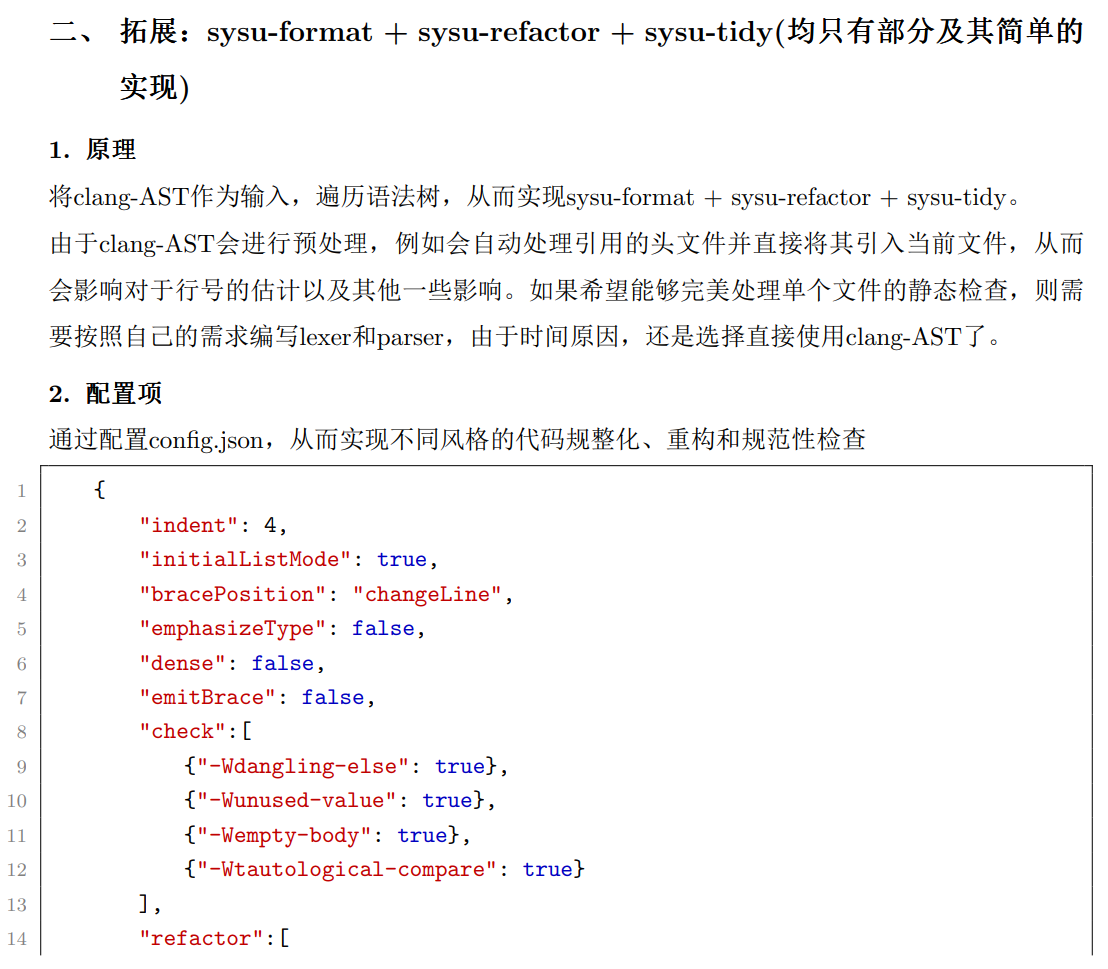 二、 拓展：sysu-format + sysu-refactor + sysu-tidy(均只有部分及其简单的
实现)
1. 原理
将clang-AST作为输入，遍历语法树，从而实现sysu-format + sysu-refactor + sysu-tidy。
由于clang-AST会进行预处理，例如会自动处理引用的头文件并直接将其引入当前文件，从而
会影响对于行号的估计以及其他一些影响。如果希望能够完美处理单个文件的静态检查，则需
要按照自己的需求编写lexer和parser，由于时间原因，还是选择直接使用clang-AST了。
2. 配置项
通过配置config.json，从而实现不同风格的代码规整化、重构和规范性检查
1 {
2 "indent": 4,
3 "initialListMode": true,
4 "bracePosition": "changeLine",
5 "emphasizeType": false,
6 "dense": false,
7 "emitBrace": false,
8 "check":[
9 {"-Wdangling-else": true},
10 {"-Wunused-value": true},
11 {"-Wempty-body": true},
12 {"-Wtautological-compare": true}
13 ],
14 "refactor":[